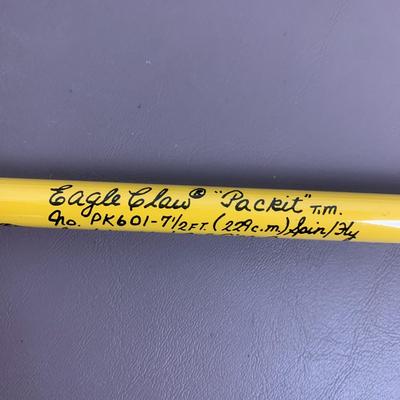 Eagle Claw® "Packit" T.M.
No. PK601-7½FT. (229c.m) Spin/Fly